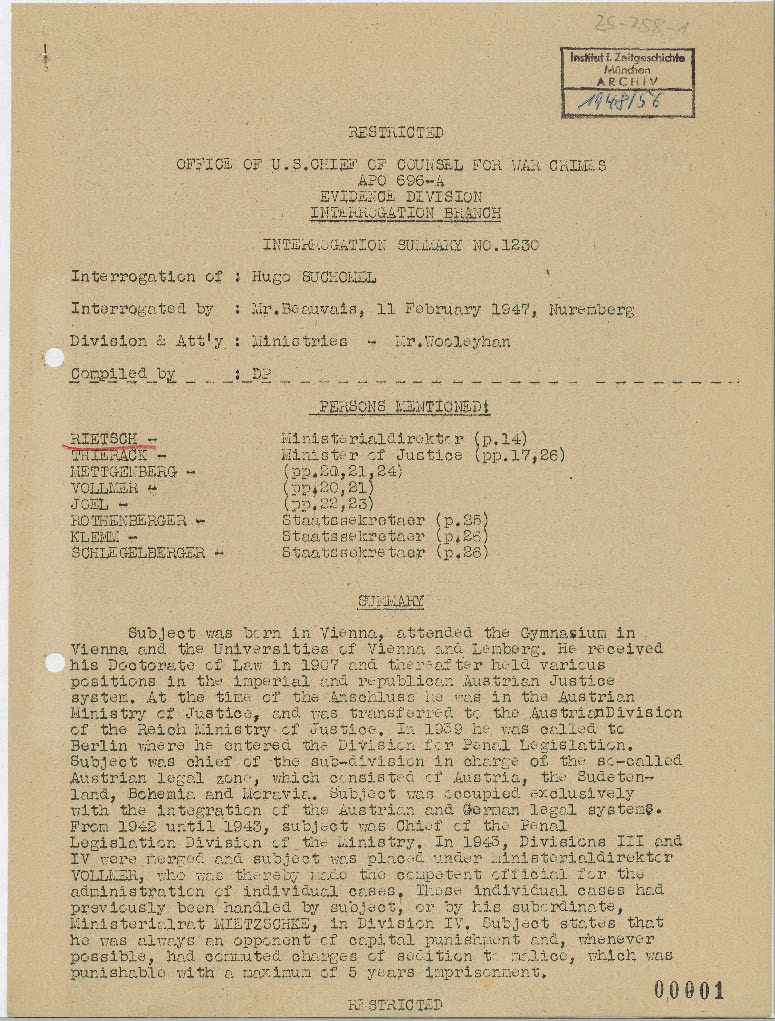 ZS-758-1
Institut f. Zeitgeschichte
München
ARCHIV
1948/56
RESTRICTED
OFFICE OF U.S.CHIEF OF COUNSEL FOR WAR CRIMES
APO 696-A
EVIDENCE DIVISION
INTERROGATION BRANCH
INTERROGATION SUMMARY NO.1230
Interrogation of : Hugo SUCHOMEL
Interrogated by : Mr.Beauvais, 11 February 1947, Nuremberg
Division & Att'y : Ministries - Mr.Wooleyhan
Compiled by : DP
PERSONS MENTIONED:
RIETSCH - Ministerialdirektor (p.14)
THIERACK - Minister of Justice (pp.17,26)
METTGENBERG - (pp.20,21,24)
VOLLMER - (pp.20,21)
JOEL - (pp.22,23)
ROTHENBERGER - Staatssekretaer (p.25)
KLEMM - Staatssekretaer (p.26)
SCHLEGELBERGER - Staatssekretaer (p.26)
SUMMARY
Subject was born in Vienna, attended the Gymnasium in
Vienna and the Universities of Vienna and Lemberg. He received
his Doctorate of Law in 1907 and thereafter held various
positions in the imperial and republican Austrian Justice
system. At the time of the Anschluss he was in the Austrian
Ministry of Justice, and was transferred to the AustrianDivision
of the Reich Ministry of Justice. In 1939 he was called to
Berlin where he entered the Division for Penal Legislation.
Subject was chief of the sub-division in charge of the so-called
Austrian legal zone, which consisted of Austria, the Sudeten-
land, Bohemia and Moravia. Subject was occupied exclusively
with the integration of the Austrian and German legal systems.
From 1942 until 1943, subject was Chief of the Penal
Legislation Division of the Ministry. In 1943, Divisions III and
IV were merged and subject was placed under Ministerialdirektor
VOLLMER, who was thereby made the competent official for the
administration of individual cases. These individual cases had
previously been handled by subject, or by his subordinate,
Ministerialrat MIETZSCHKE, in Division IV. Subject states that
he was always an opponent of capital punishment and, whenever
possible, had commuted charges of sedition to malice, which was
punishable with a maximum of 5 years imprisonment.
00001
RESTRICTED